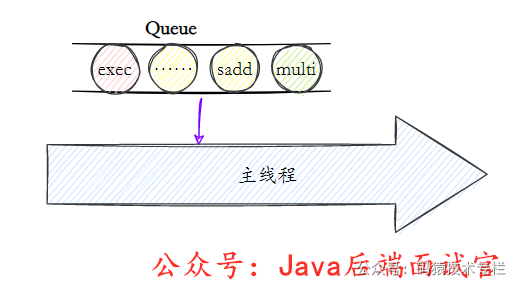 Queue
exec
……
sadd
multi
主线程
公众号：Java后端面试官
公众号：码猿技术专栏